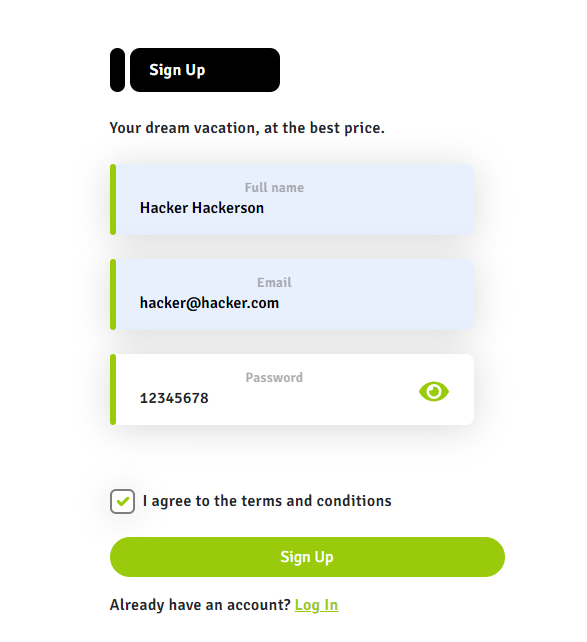 Sign Up
Your dream vacation, at the best price.
Full name
Hacker Hackerson
Email
hacker@hacker.com
Password
12345678
I agree to the terms and conditions
Sign Up
Already have an account? Log In